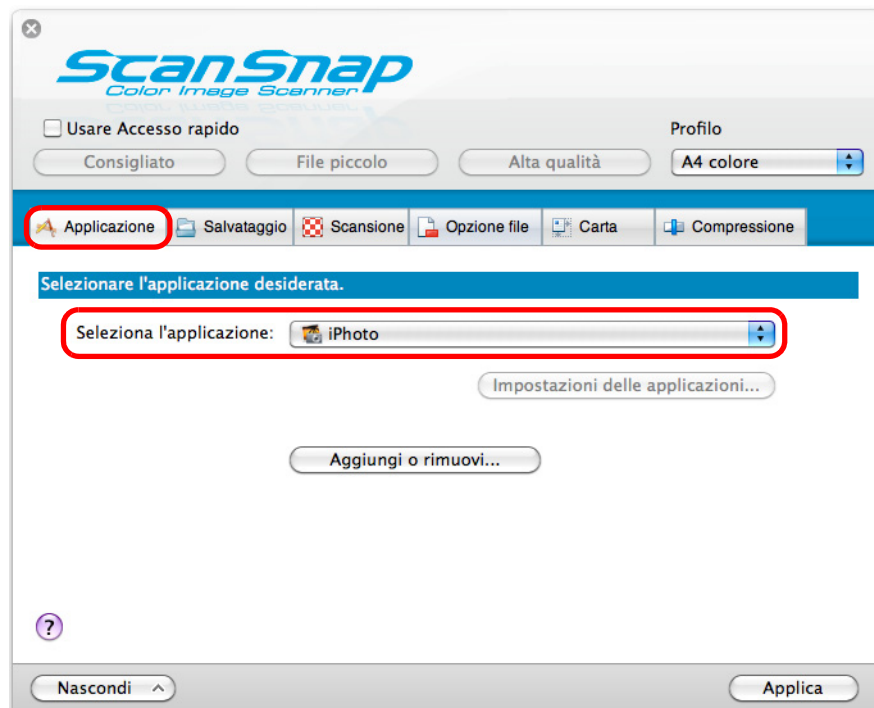 ScanSnap
Color Image Scanner
Usare Accesso rapido
Profilo
Consigliato File piccolo Alta qualità A4 colore
Applicazione Salvataggio Scansione Opzione file Carta Compressione
Selezionare l'applicazione desiderata.
Seleziona l'applicazione: iPhoto
Impostazioni delle applicazioni...
Aggiungi o rimuovi...
?
Nascondi Applica